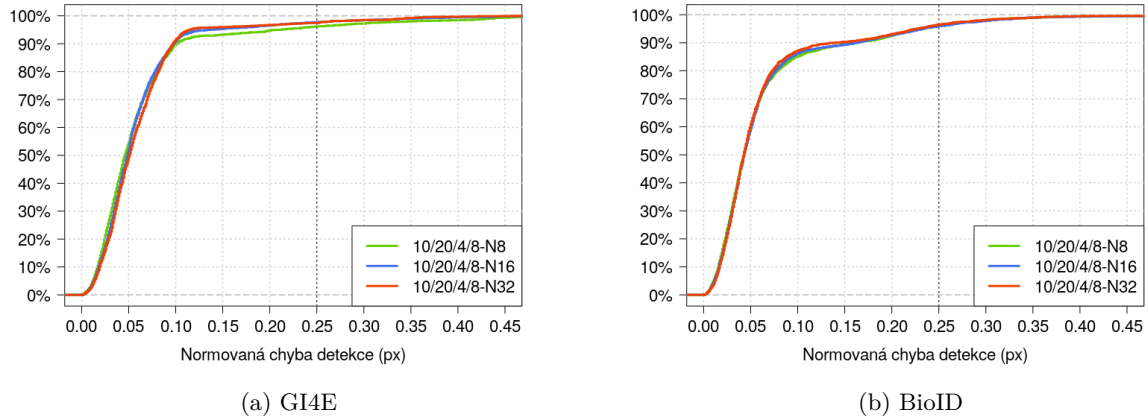 100%
90%
80%
70%
60%
50%
40%
30%
20%
10%
0%
10/20/4/8-N8
10/20/4/8-N16
10/20/4/8-N32
0.00 0.05 0.10 0.15 0.20 0.25 0.30 0.35 0.40 0.45
Normovaná chyba detekce (px)
(a) GI4E
100%
90%
80%
70%
60%
50%
40%
30%
20%
10%
0%
10/20/4/8-N8
10/20/4/8-N16
10/20/4/8-N32
0.00 0.05 0.10 0.15 0.20 0.25 0.30 0.35 0.40 0.45
Normovaná chyba detekce (px)
(b) BioID